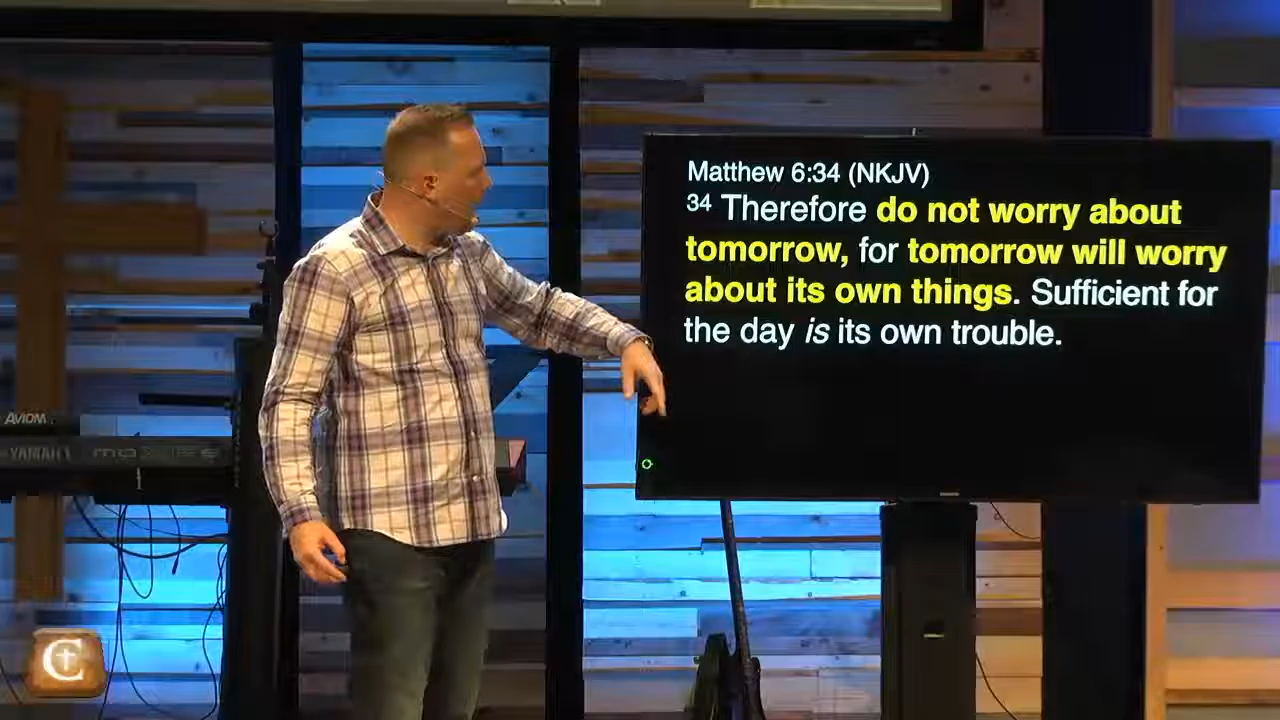 Matthew 6:34 (NKJV)
34 Therefore do not worry about
tomorrow, for tomorrow will worry
about its own things. Sufficient for
the day is its own trouble.
AVIOM
YAMAHA
C